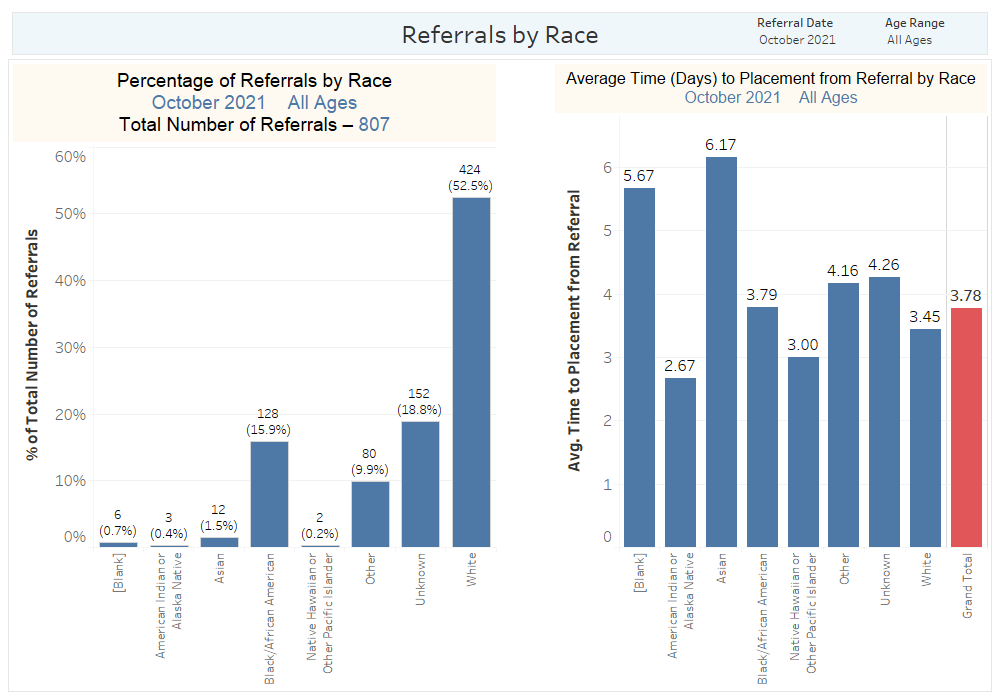 Referrals by Race
Referral Date
October 2021
Age Range
All Ages
Percentage of Referrals by Race
October 2021 All Ages
Total Number of Referrals – 807
% of Total Number of Referrals
60%
50%
40%
30%
20%
10%
0%
6
(0.7%)
3
(0.4%)
12
(1.5%)
128
(15.9%)
2
(0.2%)
80
(9.9%)
152
(18.8%)
424
(52.5%)
[Blank]
American Indian or
Alaska Native
Asian
Black/African American
Native Hawaiian or
Other Pacific Islander
Other
Unknown
White
Average Time (Days) to Placement from Referral by Race
October 2021 All Ages
Avg. Time to Placement from Referral
6
5
4
3
2
1
0
5.67
2.67
6.17
3.79
3.00
4.16
4.26
3.45
3.78
[Blank]
American Indian or
Alaska Native
Asian
Black/African American
Native Hawaiian or
Other Pacific Islander
Other
Unknown
White
Grand Total